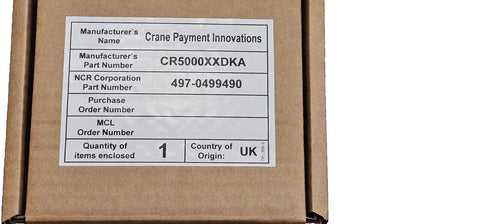 Manufacturer's Name Crane Payment Innovations
Manufacturer's Part Number CR5000XXDKA
NCR Corporation Part Number 497-0499490
Purchase Order Number
MCL Order Number
Quantity of items enclosed 1 Country of Origin: UK